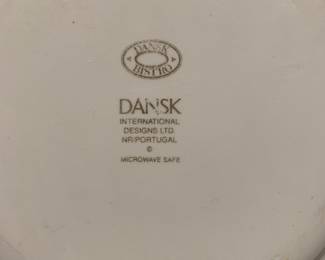 DANSK
BISTRO
DANSK
INTERNATIONAL
DESIGNS LTD.
NR/PORTUGAL
©
MICROWAVE SAFE